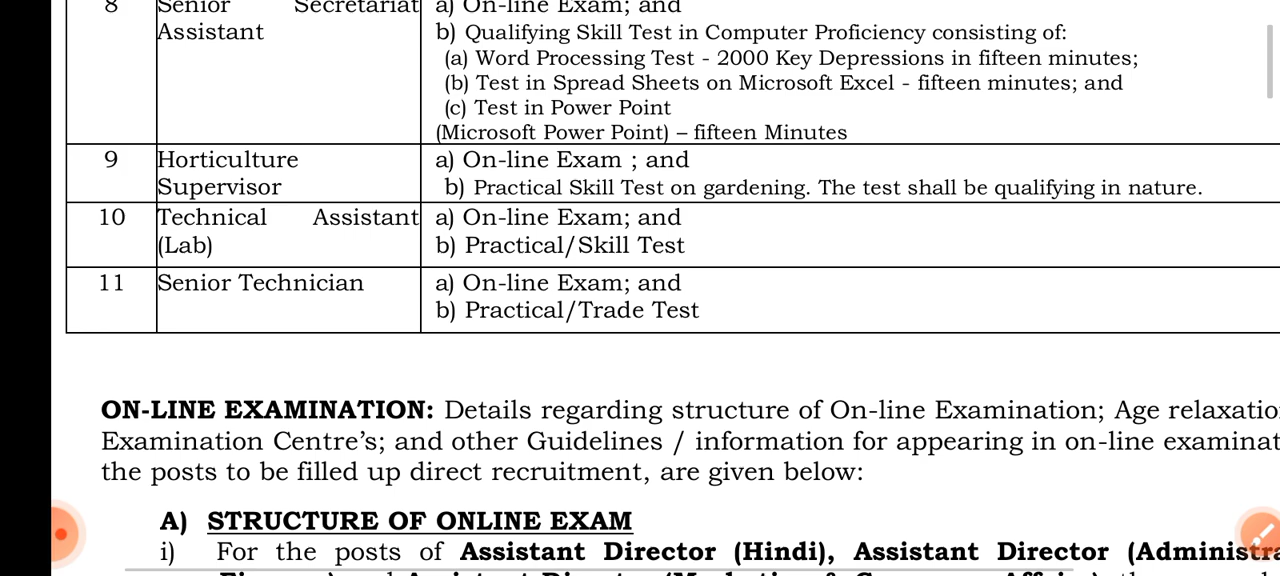 8 Senior Secretariat a) On-line Exam; and
Assistant b) Qualifying Skill Test in Computer Proficiency consisting of:
(a) Word Processing Test - 2000 Key Depressions in fifteen minutes;
(b) Test in Spread Sheets on Microsoft Excel - fifteen minutes; and
(c) Test in Power Point
(Microsoft Power Point) – fifteen Minutes
9 Horticulture a) On-line Exam ; and
Supervisor b) Practical Skill Test on gardening. The test shall be qualifying in nature.
10 Technical Assistant a) On-line Exam; and
(Lab) b) Practical/Skill Test
11 Senior Technician a) On-line Exam; and
b) Practical/Trade Test
ON-LINE EXAMINATION: Details regarding structure of On-line Examination; Age relaxatio
Examination Centre's; and other Guidelines / information for appearing in on-line examinat
the posts to be filled up direct recruitment, are given below:
A) STRUCTURE OF ONLINE EXAM
i) For the posts of Assistant Director (Hindi), Assistant Director (Administra